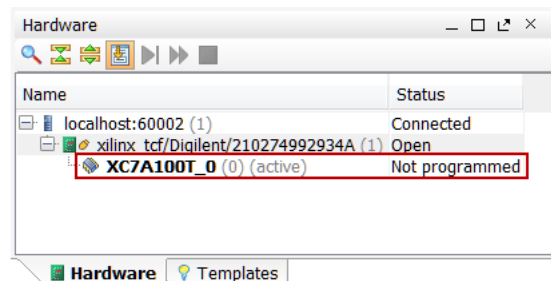 Hardware
Name Status
localhost:60002 (1) Connected
xilinx_tcf/Digilent/210274992934A (1) Open
XC7A100T_0 (0) (active) Not programmed
Hardware Templates